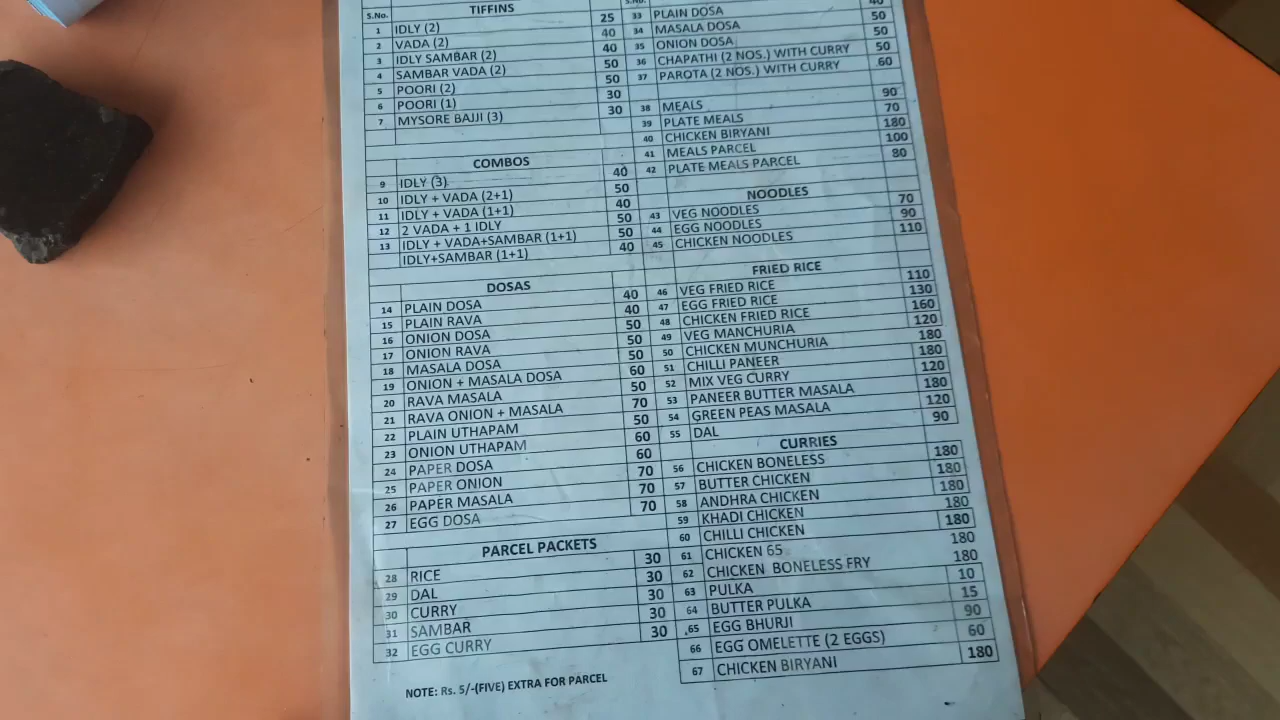 S.No. TIFFINS
1 IDLY (2) 25
2 VADA (2) 40
3 IDLY SAMBAR (2) 40
4 SAMBAR VADA (2) 50
5 POORI (2) 50
6 POORI (1) 30
7 MYSORE BAJJI (3) 30
COMBOS
9 IDLY (3) 40
10 IDLY + VADA (2+1) 50
11 IDLY + VADA (1+1) 40
12 2 VADA + 1 IDLY 50
13 IDLY + VADA+SAMBAR (1+1) 50
IDLY+SAMBAR (1+1) 40
DOSAS
14 PLAIN DOSA 40
15 PLAIN RAVA 40
16 ONION DOSA 50
17 ONION RAVA 50
18 MASALA DOSA 50
19 ONION + MASALA DOSA 60
20 RAVA MASALA 50
21 RAVA ONION + MASALA 70
22 PLAIN UTHAPAM 50
23 ONION UTHAPAM 60
24 PAPER DOSA 60
25 PAPER ONION 70
26 PAPER MASALA 70
27 EGG DOSA 70
PARCEL PACKETS
28 RICE 30
29 DAL 30
30 CURRY 30
31 SAMBAR 30
32 EGG CURRY 30
NOTE: Rs. 5/-(FIVE) EXTRA FOR PARCEL
33 PLAIN DOSA 40
34 MASALA DOSA 50
35 ONION DOSA 50
36 CHAPATHI (2 NOS.) WITH CURRY 50
37 PAROTA (2 NOS.) WITH CURRY 60
38 MEALS 90
39 PLATE MEALS 70
40 CHICKEN BIRYANI 180
41 MEALS PARCEL 100
42 PLATE MEALS PARCEL 80
NOODLES
43 VEG NOODLES 70
44 EGG NOODLES 90
45 CHICKEN NOODLES 110
FRIED RICE
46 VEG FRIED RICE 110
47 EGG FRIED RICE 130
48 CHICKEN FRIED RICE 160
49 VEG MANCHURIA 120
50 CHICKEN MUNCHURIA 180
51 CHILLI PANEER 180
52 MIX VEG CURRY 120
53 PANEER BUTTER MASALA 180
54 GREEN PEAS MASALA 120
55 DAL 90
CURRIES
56 CHICKEN BONELESS 180
57 BUTTER CHICKEN 180
58 ANDHRA CHICKEN 180
59 KHADI CHICKEN 180
60 CHILLI CHICKEN 180
61 CHICKEN 65 180
62 CHICKEN BONELESS FRY 180
63 PULKA 10
64 BUTTER PULKA 15
65 EGG BHURJI 90
66 EGG OMELETTE (2 EGGS) 60
67 CHICKEN BIRYANI 180